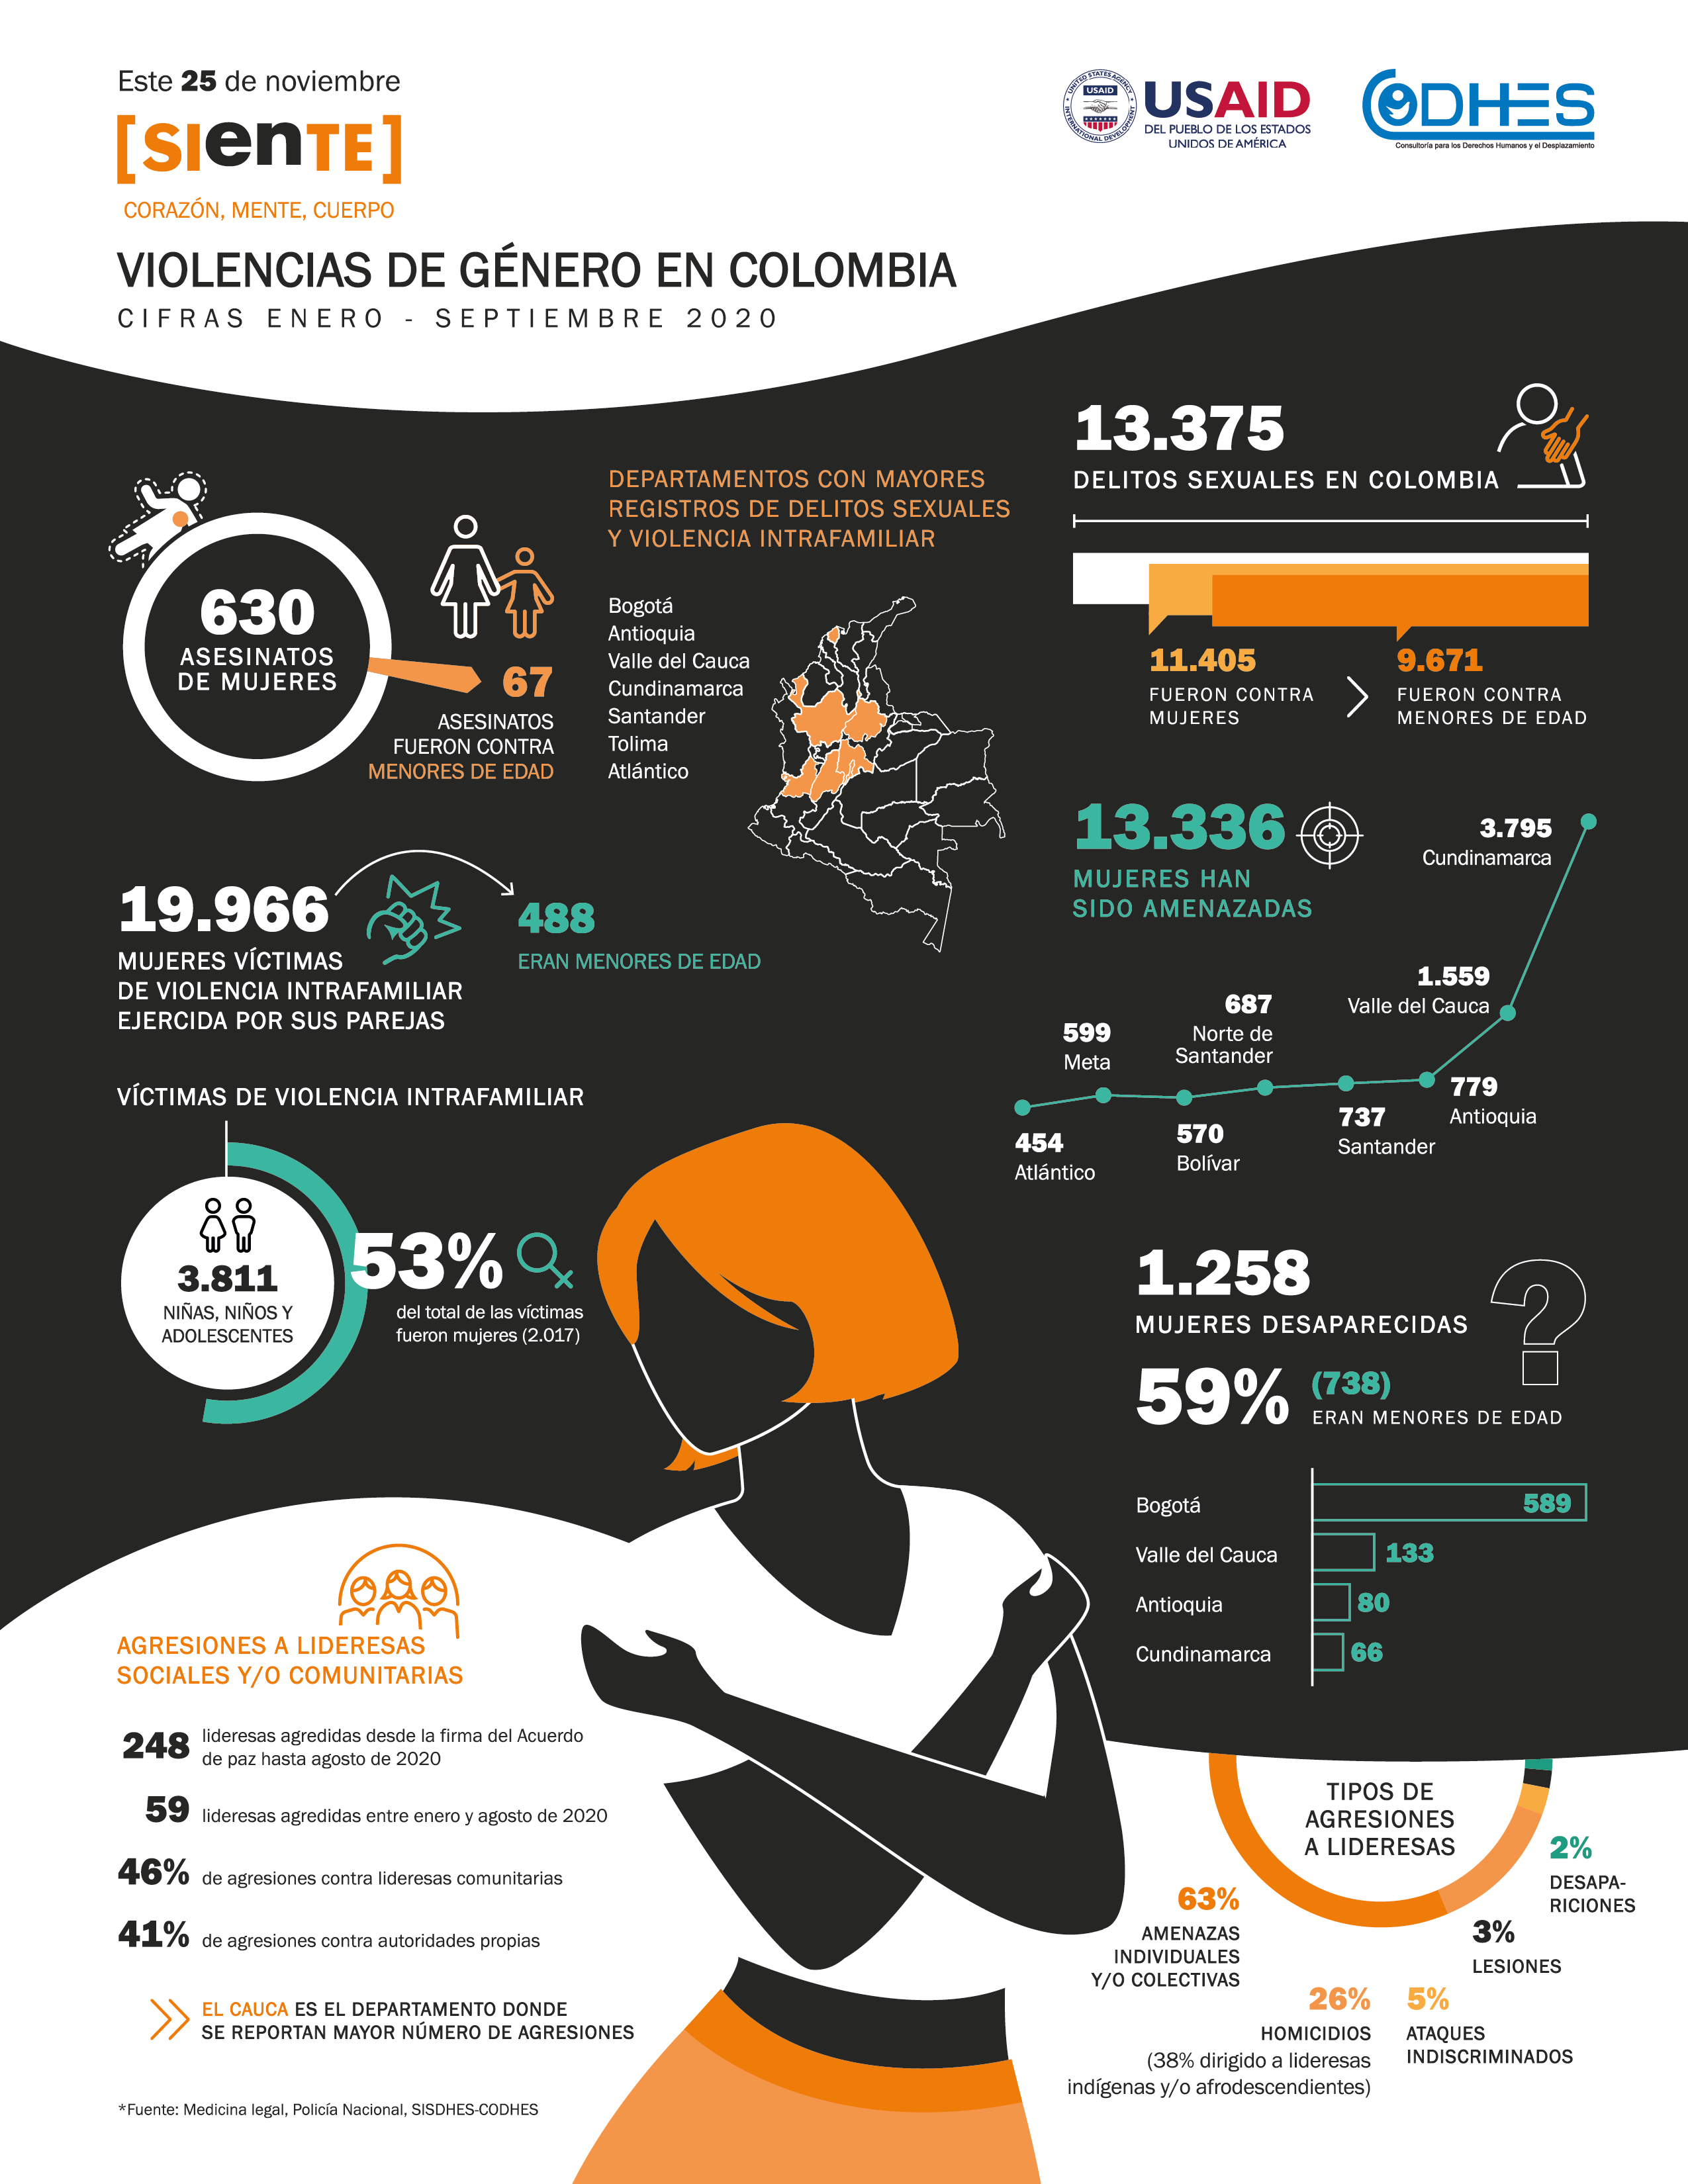 Este 25 de noviembre
[SIenTE]
CORAZÓN, MENTE, CUERPO
UNITED STATES AGENCY
INTERNATIONAL DEVELOPMENT
USAID
USAID
DEL PUEBLO DE LOS ESTADOS
UNIDOS DE AMÉRICA
CODHES
Consultoría para los Derechos Humanos y el Desplazamiento
VIOLENCIAS DE GÉNERO EN COLOMBIA
CIFRAS ENERO - SEPTIEMBRE 2020
630
ASESINATOS
DE MUJERES
67
ASESINATOS
FUERON CONTRA
MENORES DE EDAD
DEPARTAMENTOS CON MAYORES
REGISTROS DE DELITOS SEXUALES
Y VIOLENCIA INTRAFAMILIAR
Bogotá
Antioquia
Valle del Cauca
Cundinamarca
Santander
Tolima
Atlántico
13.375
DELITOS SEXUALES EN COLOMBIA
11.405
FUERON CONTRA
MUJERES
9.671
FUERON CONTRA
MENORES DE EDAD
19.966
MUJERES VÍCTIMAS
DE VIOLENCIA INTRAFAMILIAR
EJERCIDA POR SUS PAREJAS
488
ERAN MENORES DE EDAD
13.336
MUJERES HAN
SIDO AMENAZADAS
454
Atlántico
599
Meta
570
Bolívar
687
Norte de
Santander
737
Santander
779
Antioquia
1.559
Valle del Cauca
3.795
Cundinamarca
VÍCTIMAS DE VIOLENCIA INTRAFAMILIAR
3.811
NIÑAS, NIÑOS Y
ADOLESCENTES
53%
del total de las víctimas
fueron mujeres (2.017)
1.258
MUJERES DESAPARECIDAS
?
59% (738)
ERAN MENORES DE EDAD
Bogotá 589
Valle del Cauca 133
Antioquia 80
Cundinamarca 66
AGRESIONES A LIDERESAS
SOCIALES Y/O COMUNITARIAS
248 lideresas agredidas desde la firma del Acuerdo
de paz hasta agosto de 2020
59 lideresas agredidas entre enero y agosto de 2020
46% de agresiones contra lideresas comunitarias
41% de agresiones contra autoridades propias
EL CAUCA ES EL DEPARTAMENTO DONDE
SE REPORTAN MAYOR NÚMERO DE AGRESIONES
TIPOS DE
AGRESIONES
A LIDERESAS
63%
AMENAZAS
INDIVIDUALES
Y/O COLECTIVAS
26%
HOMICIDIOS
(38% dirigido a lideresas
indígenas y/o afrodescendientes)
5%
ATAQUES
INDISCRIMINADOS
3%
LESIONES
2%
DESAPA-
RICIONES
*Fuente: Medicina legal, Policía Nacional, SISDHES-CODHES